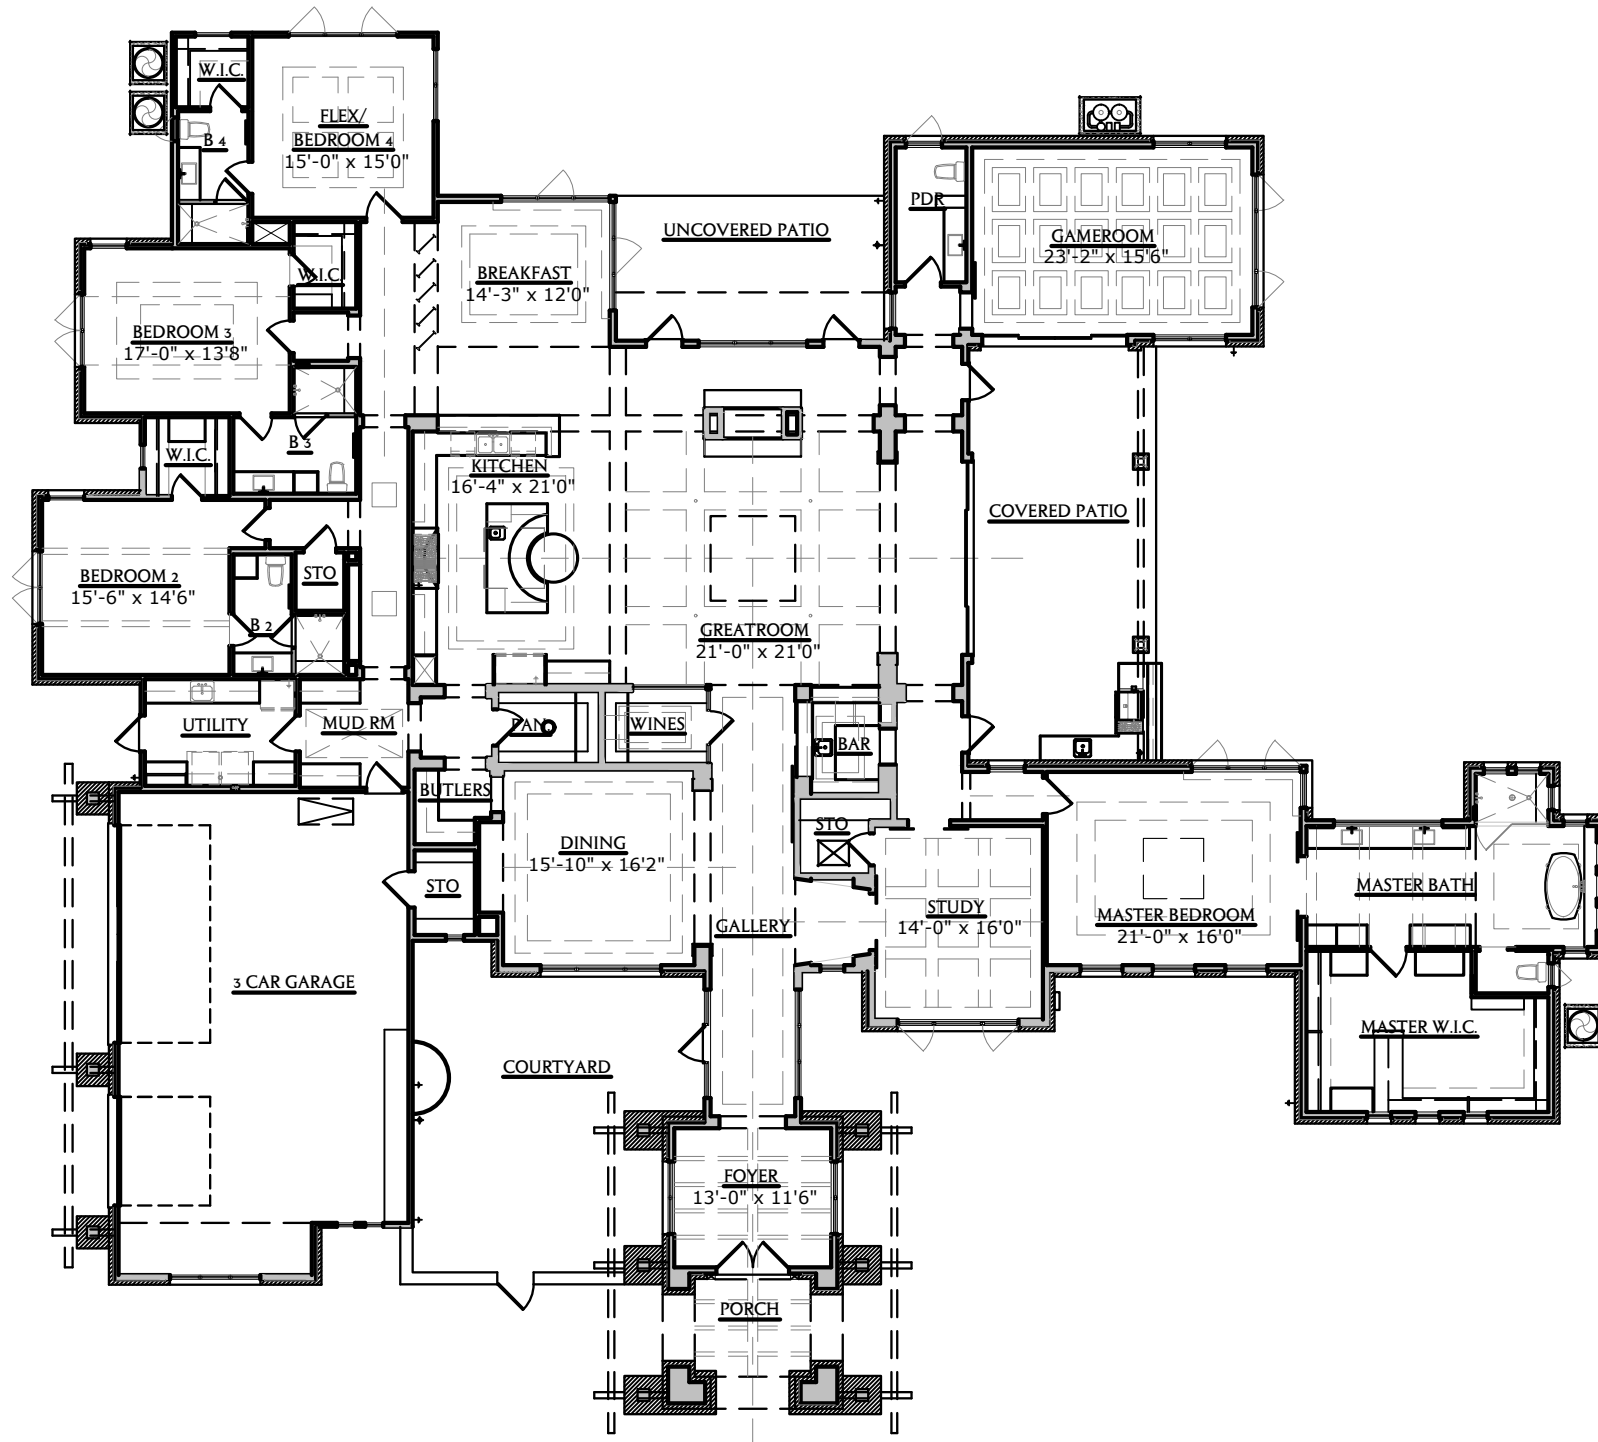 W.I.C.
FLEX/
BEDROOM 4
15'-0" x 15'0"
B 4
PDR
UNCOVERED PATIO
GAMEROOM
23'-2" x 15'6"
BREAKFAST
14'-3" x 12'0"
W.I.C.
BEDROOM 3
17'-0" x 13'8"
B 3
W.I.C.
KITCHEN
16'-4" x 21'0"
COVERED PATIO
BEDROOM 2
15'-6" x 14'6"
STO
B 2
GREATROOM
21'-0" x 21'0"
UTILITY
MUD RM
PAN
WINES
BAR
BUTLERS
STO
DINING
15'-10" x 16'2"
STO
MASTER BATH
STUDY
14'-0" x 16'0"
MASTER BEDROOM
21'-0" x 16'0"
GALLERY
3 CAR GARAGE
MASTER W.I.C.
COURTYARD
FOYER
13'-0" x 11'6"
PORCH